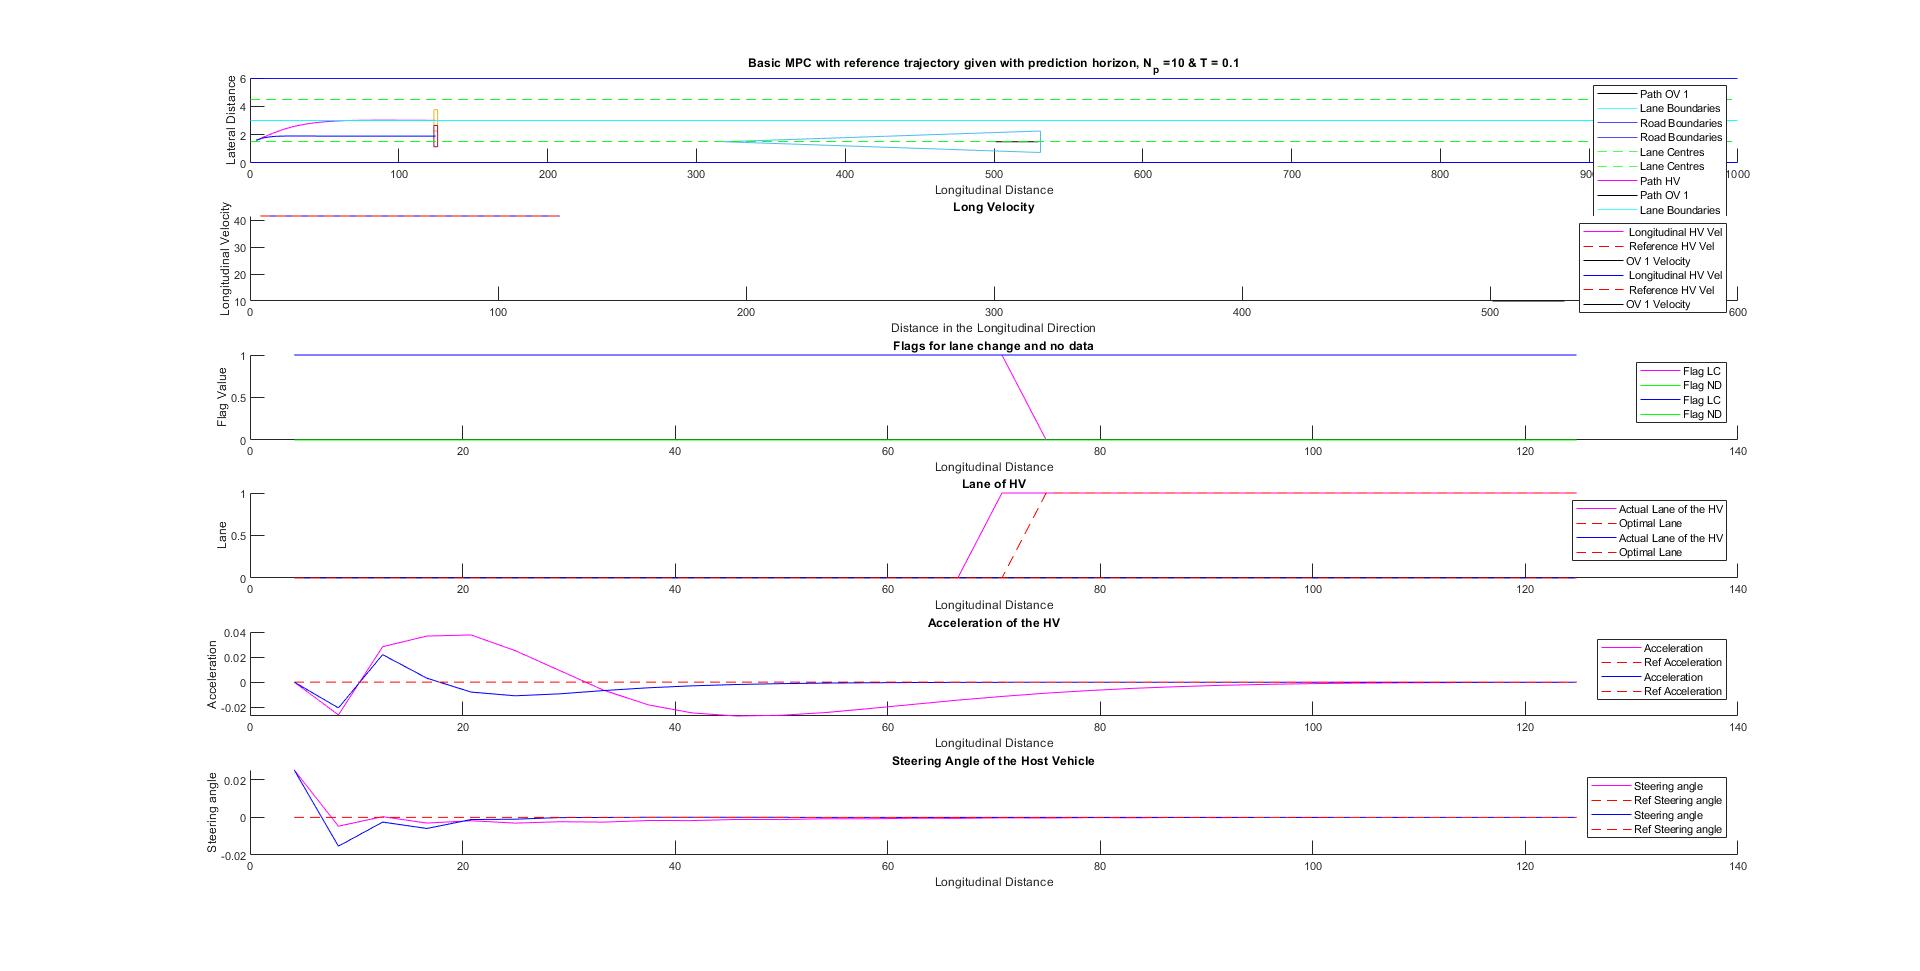 Basic MPC with reference trajectory given with prediction horizon, Np =10 & T = 0.1
Lateral Distance
6
4
2
0
0 100 200 300 400 500 600 700 800 900 1000
Longitudinal Distance
Path OV 1
Lane Boundaries
Road Boundaries
Road Boundaries
Lane Centres
Lane Centres
Path HV
Path OV 1
Lane Boundaries
Long Velocity
Longitudinal Velocity
40
30
20
10
0 100 200 300 400 500 600
Distance in the Longitudinal Direction
Longitudinal HV Vel
Reference HV Vel
OV 1 Velocity
Longitudinal HV Vel
Reference HV Vel
OV 1 Velocity
Flags for lane change and no data
Flag Value
1
0.5
0
0 20 40 60 80 100 120 140
Longitudinal Distance
Flag LC
Flag ND
Flag LC
Flag ND
Lane of HV
Lane
1
0.5
0
0 20 40 60 80 100 120 140
Longitudinal Distance
Actual Lane of the HV
Optimal Lane
Actual Lane of the HV
Optimal Lane
Acceleration of the HV
Acceleration
0.04
0.02
0
-0.02
0 20 40 60 80 100 120 140
Longitudinal Distance
Acceleration
Ref Acceleration
Acceleration
Ref Acceleration
Steering Angle of the Host Vehicle
Steering angle
0.02
0
-0.02
0 20 40 60 80 100 120 140
Longitudinal Distance
Steering angle
Ref Steering angle
Steering angle
Ref Steering angle